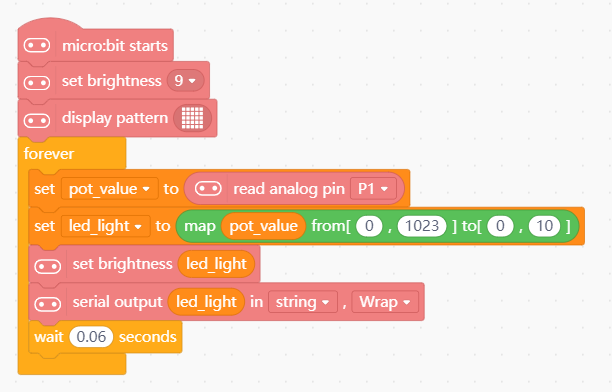 micro:bit starts
set brightness 9
display pattern
forever
set pot_value to read analog pin P1
set led_light to map pot_value from[ 0 , 1023 ] to[ 0 , 10 ]
set brightness led_light
serial output led_light in string , Wrap
wait 0.06 seconds